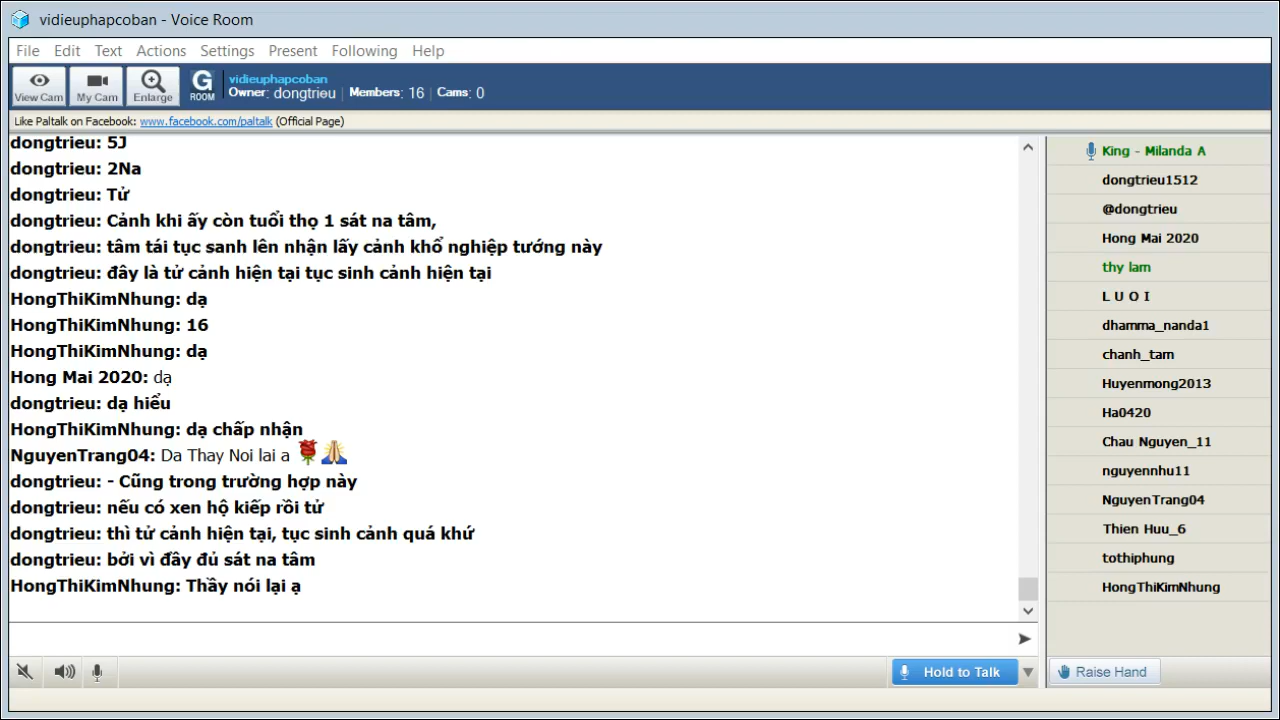 vidieuphapcoban - Voice Room
File Edit Text Actions Settings Present Following Help
View Cam
My Cam
Enlarge
G ROOM
vidieuphapcoban
Owner: dongtrieu | Members: 16 | Cams: 0
Like Paltalk on Facebook: www.facebook.com/paltalk (Official Page)
dongtrieu: 5J
dongtrieu: 2Na
dongtrieu: Tử
dongtrieu: Cảnh khi ấy còn tuổi thọ 1 sát na tâm,
dongtrieu: tâm tái tục sanh lên nhận lấy cảnh khổ nghiệp tướng này
dongtrieu: đây là tử cảnh hiện tại tục sinh cảnh hiện tại
HongThiKimNhung: dạ
HongThiKimNhung: 16
HongThiKimNhung: dạ
Hong Mai 2020: dạ
dongtrieu: dạ hiểu
HongThiKimNhung: dạ chấp nhận
NguyenTrang04: Da Thay Noi lai a
dongtrieu: - Cũng trong trường hợp này
dongtrieu: nếu có xen hộ kiếp rồi tử
dongtrieu: thì tử cảnh hiện tại, tục sinh cảnh quá khứ
dongtrieu: bởi vì đây đủ sát na tâm
HongThiKimNhung: Thầy nói lại ạ
King - Milanda A
dongtrieu1512
@dongtrieu
Hong Mai 2020
thy lam
L U O I
dhamma_nanda1
chanh_tam
Huyenmong2013
Ha0420
Chau Nguyen_11
nguyennhu11
NguyenTrang04
Thien Huu_6
tothiphung
HongThiKimNhung
Hold to Talk
Raise Hand